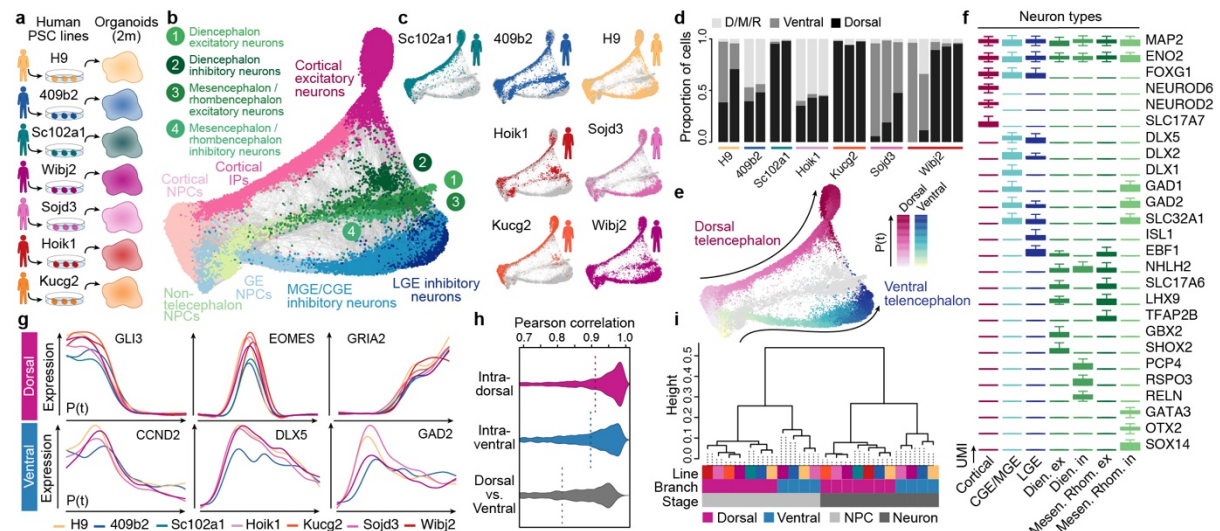 a
Human
PSC lines
Organoids
(2m)
H9
409b2
Sc102a1
Wibj2
Sojd3
Hoik1
Kucg2
b
1 Diencephalon
excitatory neurons
2 Diencephalon
inhibitory neurons
3 Mesencephalon /
rhombencephalon
excitatory neurons
4 Mesencephalon /
rhombencephalon
inhibitory neurons
Cortical
excitatory
neurons
Cortical
IPs
Cortical
NPCs
2
1
3
4
Non-
telecephalon
NPCs
GE
NPCs
MGE/CGE
inhibitory neurons
LGE inhibitory
neurons
c
Sc102a1
409b2
H9
Hoik1
Sojd3
Kucg2
Wibj2
d
D/M/R
Ventral
Dorsal
Proportion of cells
1.0
0.5
0.0
H9
409b2
Sc102a1
Hoik1
Kucg2
Sojd3
Wibj2
e
Dorsal
telencephalon
Ventral
telencephalon
P(t)
Dorsal
Ventral
f
Neuron types
MAP2
ENO2
FOXG1
NEUROD6
NEUROD2
SLC17A7
DLX5
DLX2
DLX1
GAD1
GAD2
SLC32A1
ISL1
EBF1
NHLH2
SLC17A6
LHX9
TFAP2B
GBX2
SHOX2
PCP4
RSPO3
RELN
GATA3
OTX2
SOX14
UMI
Cortical
CGE/MGE
LGE
Dien. ex
Dien. in
Mesen. Rhom. ex
Mesen. Rhom. in
g
Dorsal
Expression
GLI3
P(t)
EOMES
GRIA2
Ventral
Expression
CCND2
P(t)
DLX5
GAD2
H9
409b2
Sc102a1
Hoik1
Kucg2
Sojd3
Wibj2
h
Pearson correlation
0.7
0.8
0.9
1.0
Intra-
dorsal
Intra-
ventral
Dorsal
vs.
Ventral
i
Height
0.5
0.4
0.3
0.2
0.1
0.0
Line
Branch
Stage
Dorsal
Ventral
NPC
Neuron